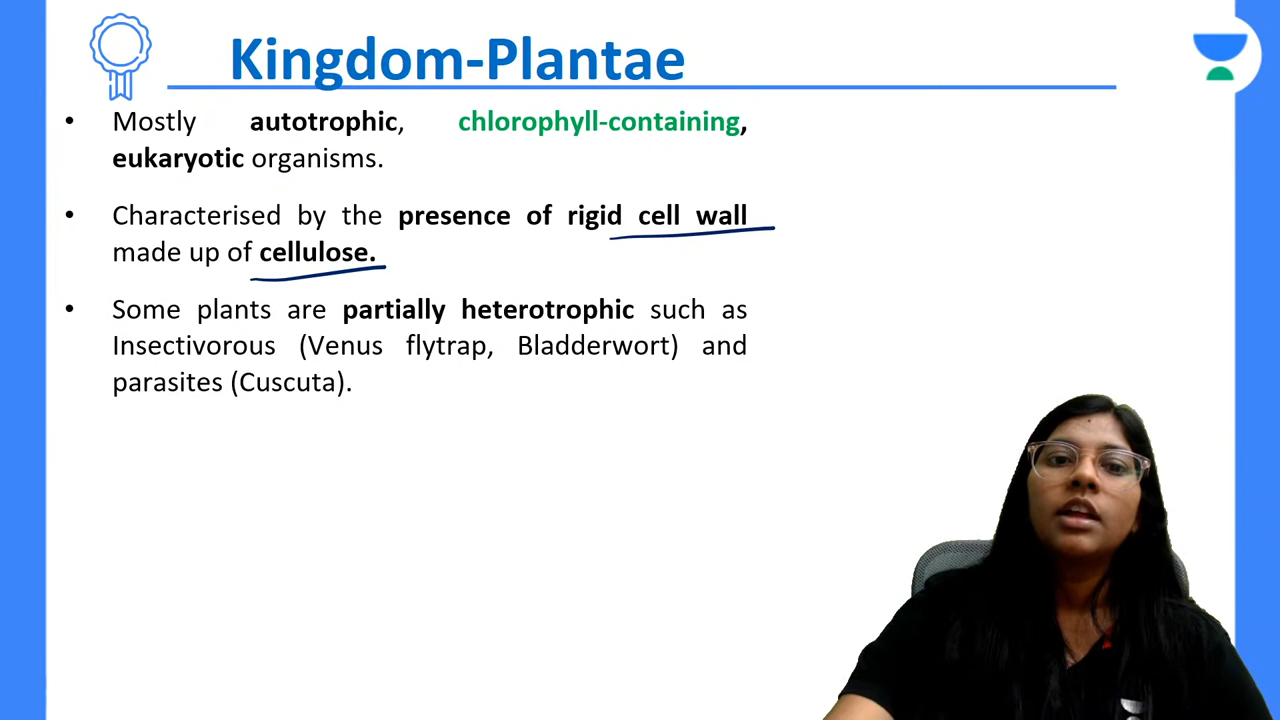 Kingdom-Plantae
• Mostly autotrophic, chlorophyll-containing,
eukaryotic organisms.
• Characterised by the presence of rigid cell wall
made up of cellulose.
• Some plants are partially heterotrophic such as
Insectivorous (Venus flytrap, Bladderwort) and
parasites (Cuscuta).